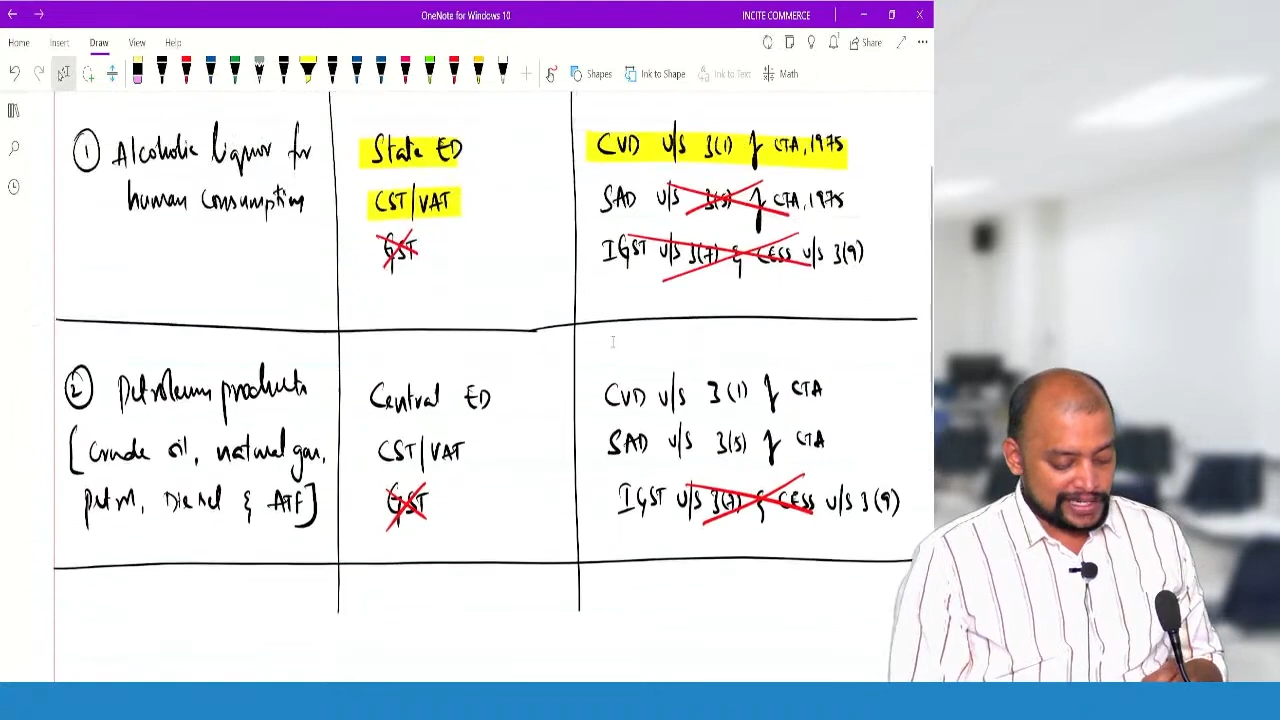 OneNote for Windows 10
INCITE COMMERCE
Home Insert Draw View Help
Share
Shapes Ink to Shape Ink to Text Math
① Alcoholic liquor for
human consumption
State ED
CST/VAT
GST
CVD u/s 3(1) of CTA, 1975
SAD u/s 3(5) of CTA, 1975
IGST u/s 3(7) & CESS u/s 3(9)
② Petroleum products
[Crude oil, natural gas,
petrol, Diesel & ATF]
Central ED
CST/VAT
GST
CVD u/s 3(1) of CTA
SAD u/s 3(5) of CTA
IGST u/s 3(7) & CESS u/s 3(9)